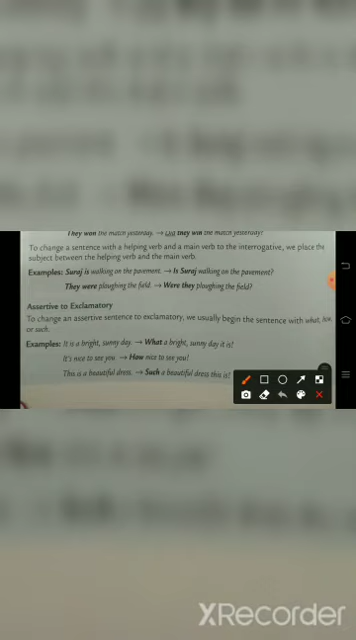 They won the match yesterday. → Did they win the match yesterday?
To change a sentence with a helping verb and a main verb to the interrogative, we place the
subject between the helping verb and the main verb.
Examples: Suraj is walking on the pavement. → Is Suraj walking on the pavement?
They were ploughing the field. → Were they ploughing the field?
Assertive to Exclamatory
To change an assertive sentence to exclamatory, we usually begin the sentence with what, how
or such.
Examples: It is a bright, sunny day. → What a bright, sunny day it is!
It's nice to see you. → How nice to see you!
This is a beautiful dress. → Such a beautiful dress this is!
XRecorder